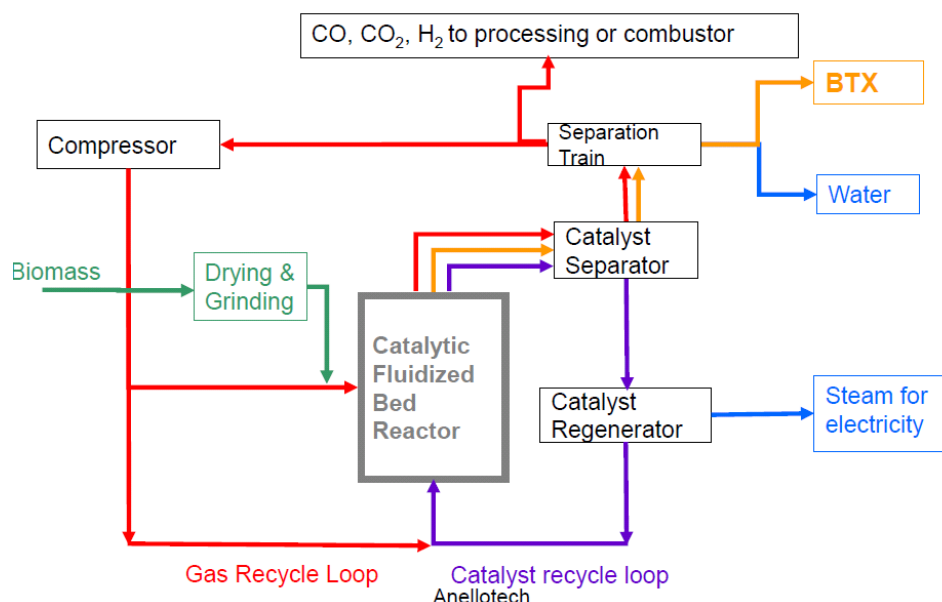 CO, CO₂, H₂ to processing or combustor
BTX
Compressor
Separation
Train
Water
Catalyst
Separator
Biomass
Drying &
Grinding
Catalytic
Fluidized
Bed
Reactor
Catalyst
Regenerator
Steam for
electricity
Gas Recycle Loop
Catalyst recycle loop
Anellotech